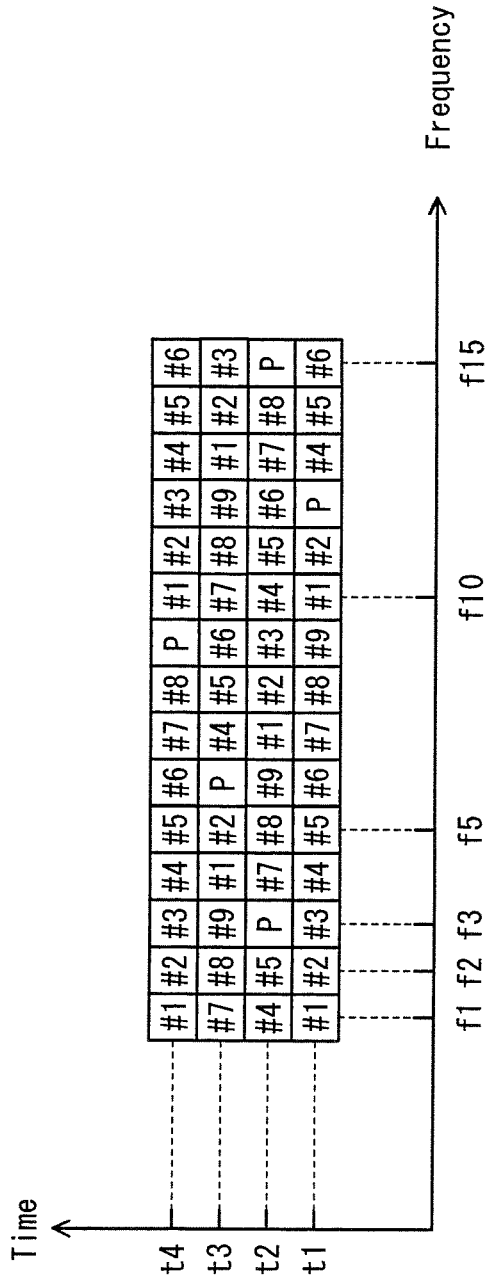 Time
t4 #1 #2 #3 #4 #5 #6 #7 #8 P #1 #2 #3 #4 #5 #6
t3 #7 #8 #9 #1 #2 P #4 #5 #6 #7 #8 #9 #1 #2 #3
t2 #4 #5 P #7 #8 #9 #1 #2 #3 #4 #5 #6 #7 #8 P
t1 #1 #2 #3 #4 #5 #6 #7 #8 #9 #1 #2 P #4 #5 #6
Frequency
f1 f2 f3 f5 f10 f15